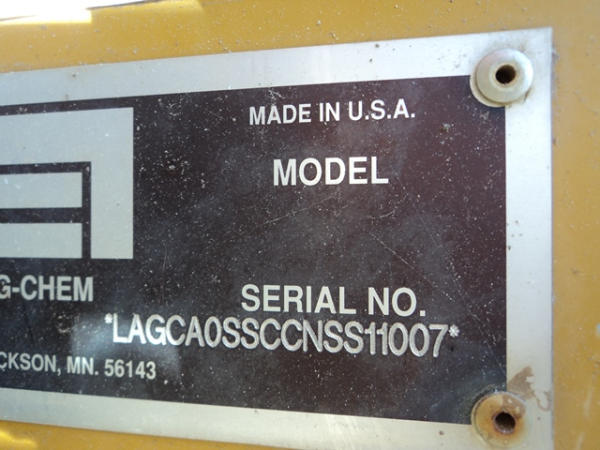 MADE IN U.S.A.
MODEL
G-CHEM
SERIAL NO.
*LAGCA0SSCCNSS11007*
CKSON, MN. 56143